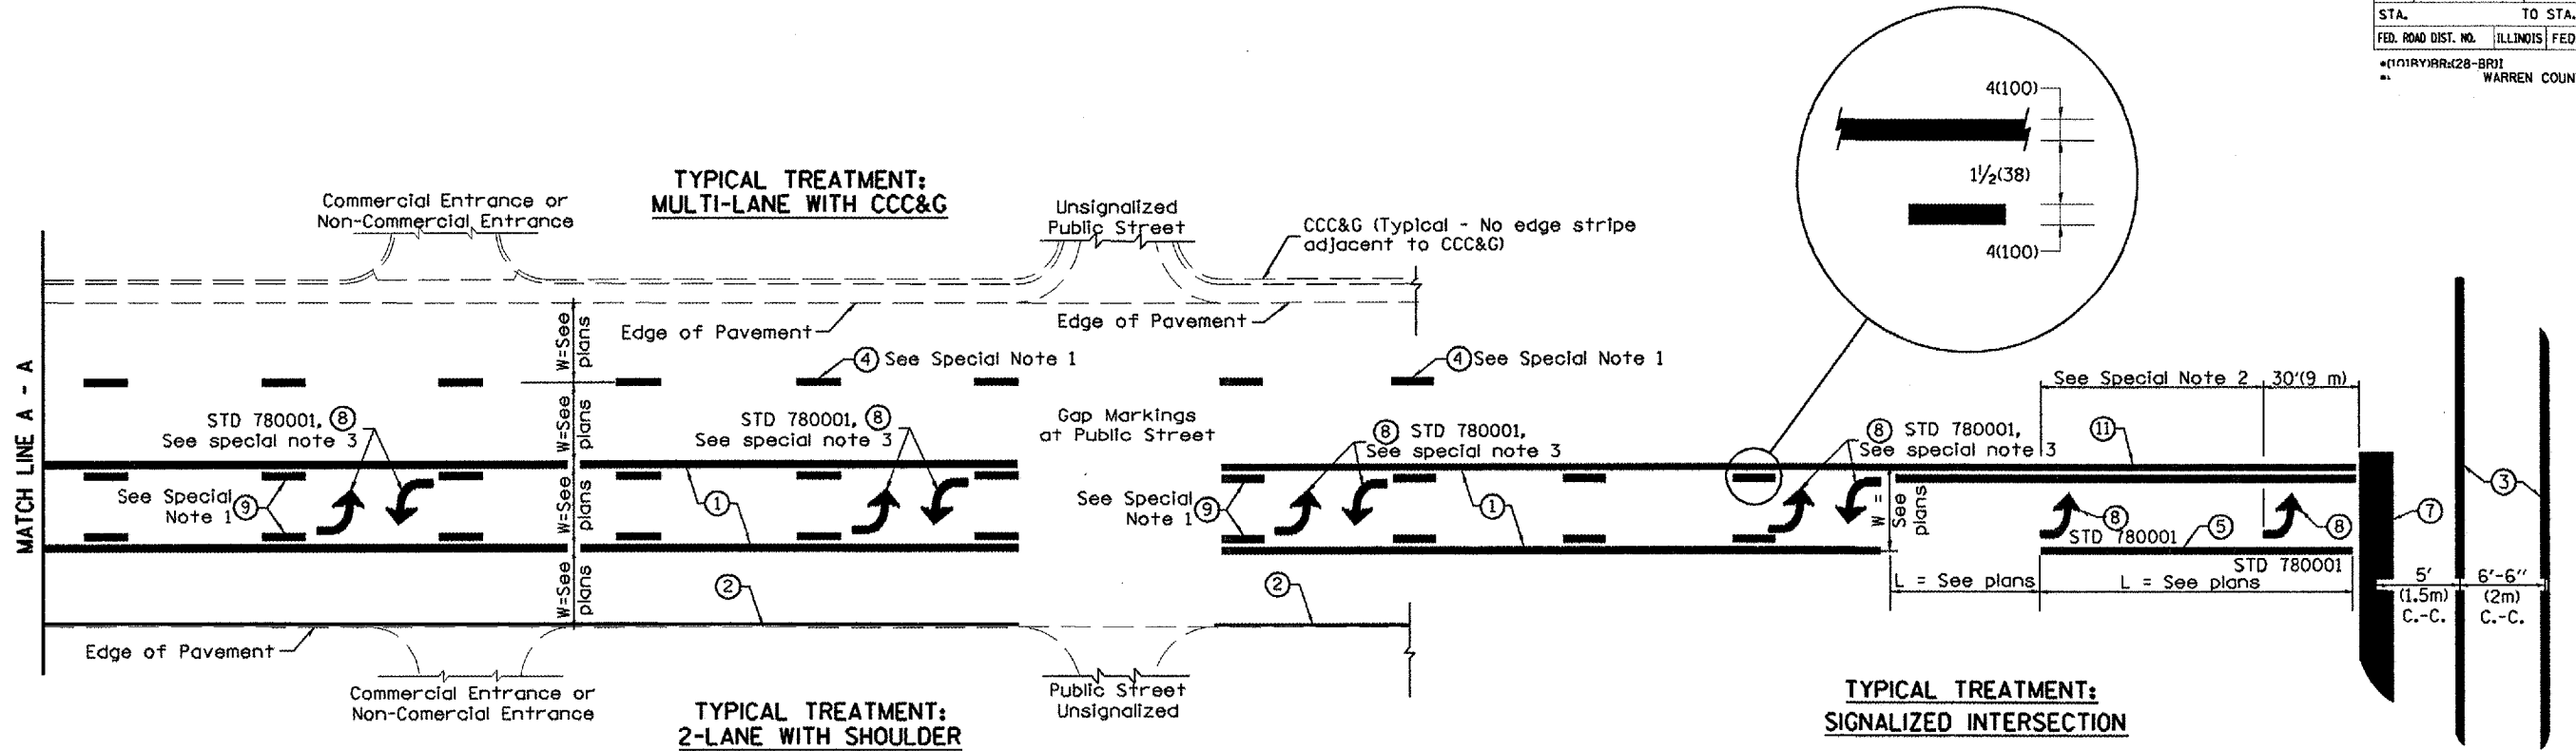 STA. TO STA.
FED. ROAD DIST. NO. ILLINOIS FED
WARREN COUN
4(100)
1½(38)
4(100)
TYPICAL TREATMENT:
MULTI-LANE WITH CCC&G
Commercial Entrance or
Non-Commercial Entrance
Unsignalized
Public Street
CCC&G (Typical - No edge stripe
adjacent to CCC&G)
Edge of Pavement
Edge of Pavement
MATCH LINE A - A
W=See
plans
4 See Special Note 1
4 See Special Note 1
See Special Note 2 30'(9 m)
STD 780001, 8
See special note 3
W=See
plans
STD 780001, 8
See special note 3
Gap Markings
at Public Street
8 STD 780001,
See special note 3
8 STD 780001,
See special note 3
11
See Special
Note 1 9
W=See
plans
1
See Special
Note 1 9
1
W =
See
plans
8
STD 780001
5
8
STD 780001
7
3
L = See plans
L = See plans
5'
(1.5m)
C.-C.
6'-6"
(2m)
C.-C.
W=See
plans
2
2
Edge of Pavement
Commercial Entrance or
Non-Comercial Entrance
Public Street
Unsignalized
TYPICAL TREATMENT:
2-LANE WITH SHOULDER
TYPICAL TREATMENT:
SIGNALIZED INTERSECTION